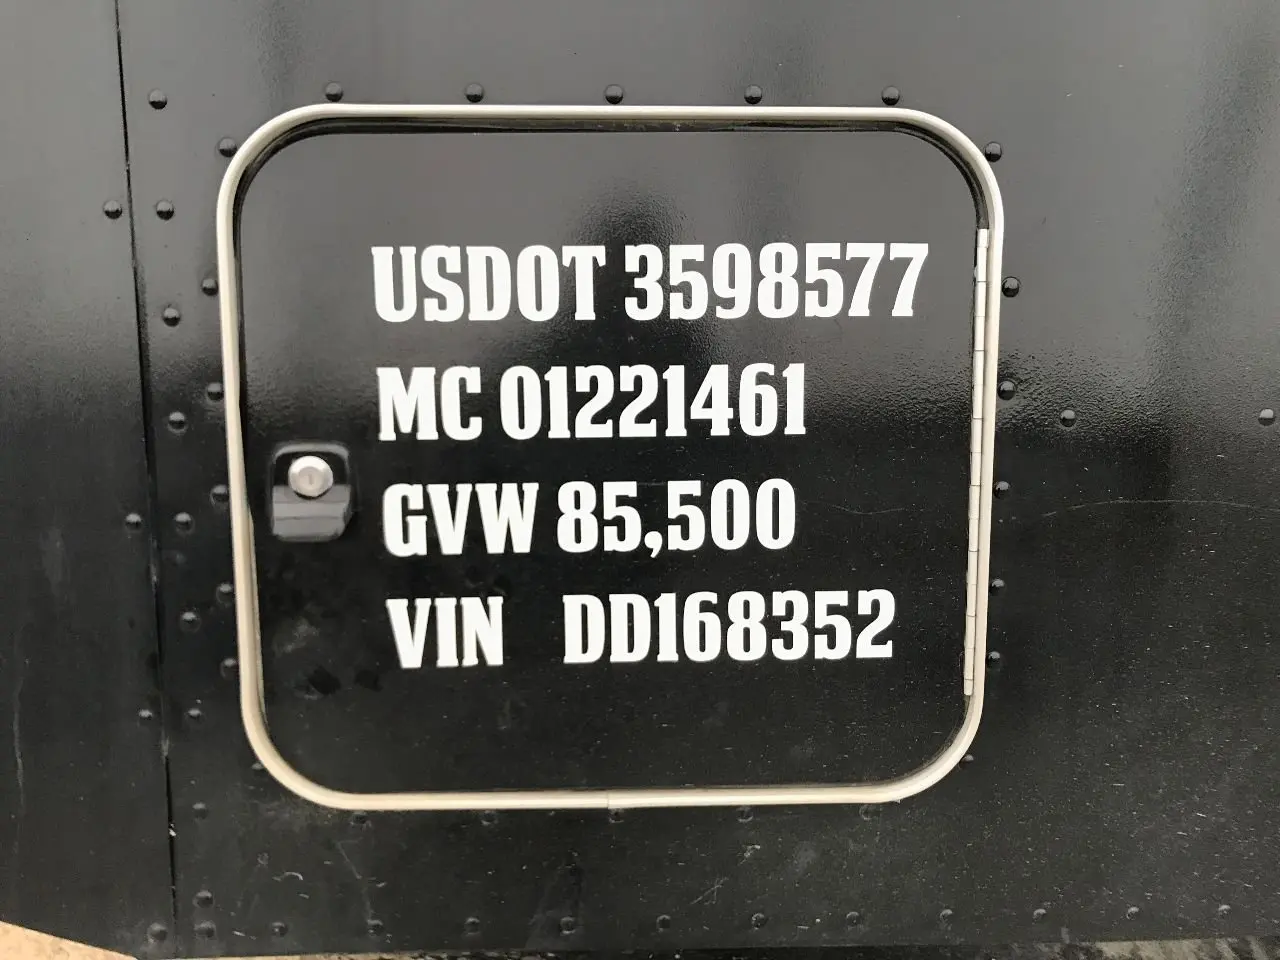 USDOT 3598577
MC 01221461
GVW 85,500
VIN DD168352